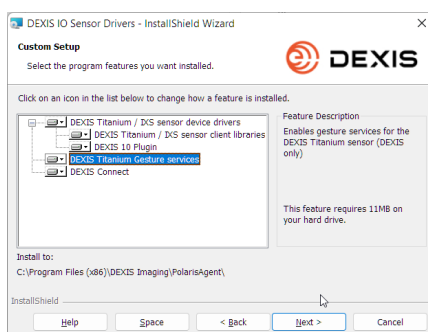 DEXIS IO Sensor Drivers - InstallShield Wizard
Custom Setup
Select the program features you want installed.
DEXIS
Click on an icon in the list below to change how a feature is installed.
DEXIS Titanium / IXS sensor device drivers
DEXIS Titanium / IXS sensor client libraries
DEXIS 10 Plugin
DEXIS Titanium Gesture services
DEXIS Connect
Feature Description
Enables gesture services for the
DEXIS Titanium sensor (DEXIS
only)
This feature requires 11MB on
your hard drive.
Install to:
C:\Program Files (x86)\DEXIS Imaging\PolarisAgent\
InstallShield
Help
Space
< Back
Next >
Cancel